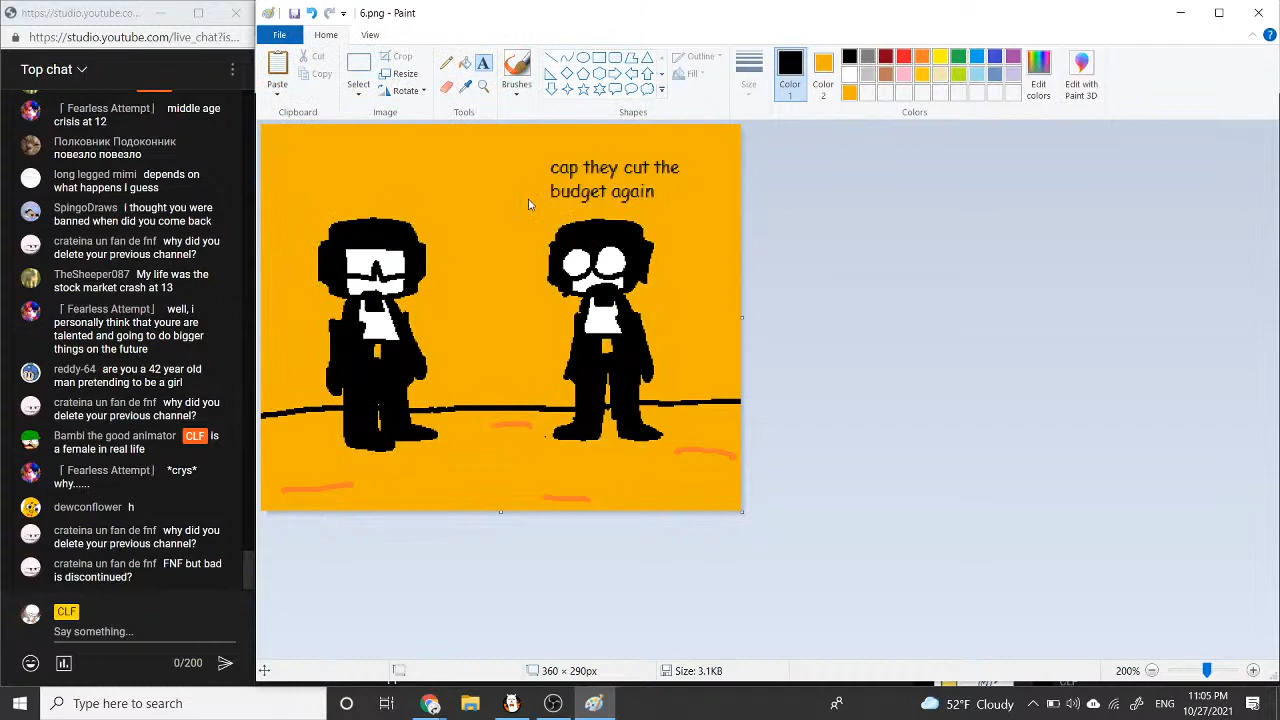 https://studio.youtube.com/live_chat?is...
https://studio.youtube.co...
Top chat
「 Fearless Attempt」 middle age
crisis at 12
Полковник Подоконник
повезло повезло
long legged mimi depends on
what happens I guess
SpingoDraws i thought you were
banned when did you come back
crateina un fan de fnf why did you
delete your previous channel?
TheSheeper087 My life was the
stock market crash at 13
「 Fearless Attempt」 well, i
personally think that youre are
talented and going to do bigger
things on the future
reddy-64 are you a 42 year old
man pretending to be a girl
crateina un fan de fnf why did you
delete your previous channel?
Bambi the good animator CLF is
a female in real life
「 Fearless Attempt」 *crys*
why......
dewconflower h
crateina un fan de fnf why did you
delete your previous channel?
crateina un fan de fnf FNF but bad
is discontinued?
CLF
Say something...
0/200
6.png - Paint
File Home View
Paste
Cut
Copy
Clipboard
Select
Crop
Resize
Rotate
Image
Tools
Brushes
Shapes
Outline
Fill
Size
Color
1
Color
2
Edit
colors
Edit with
Paint 3D
Colors
cap they cut the
budget again
360 × 290px
Size: 3.1KB
200%
Type here to search
52°F Cloudy
ENG
11:05 PM
10/27/2021